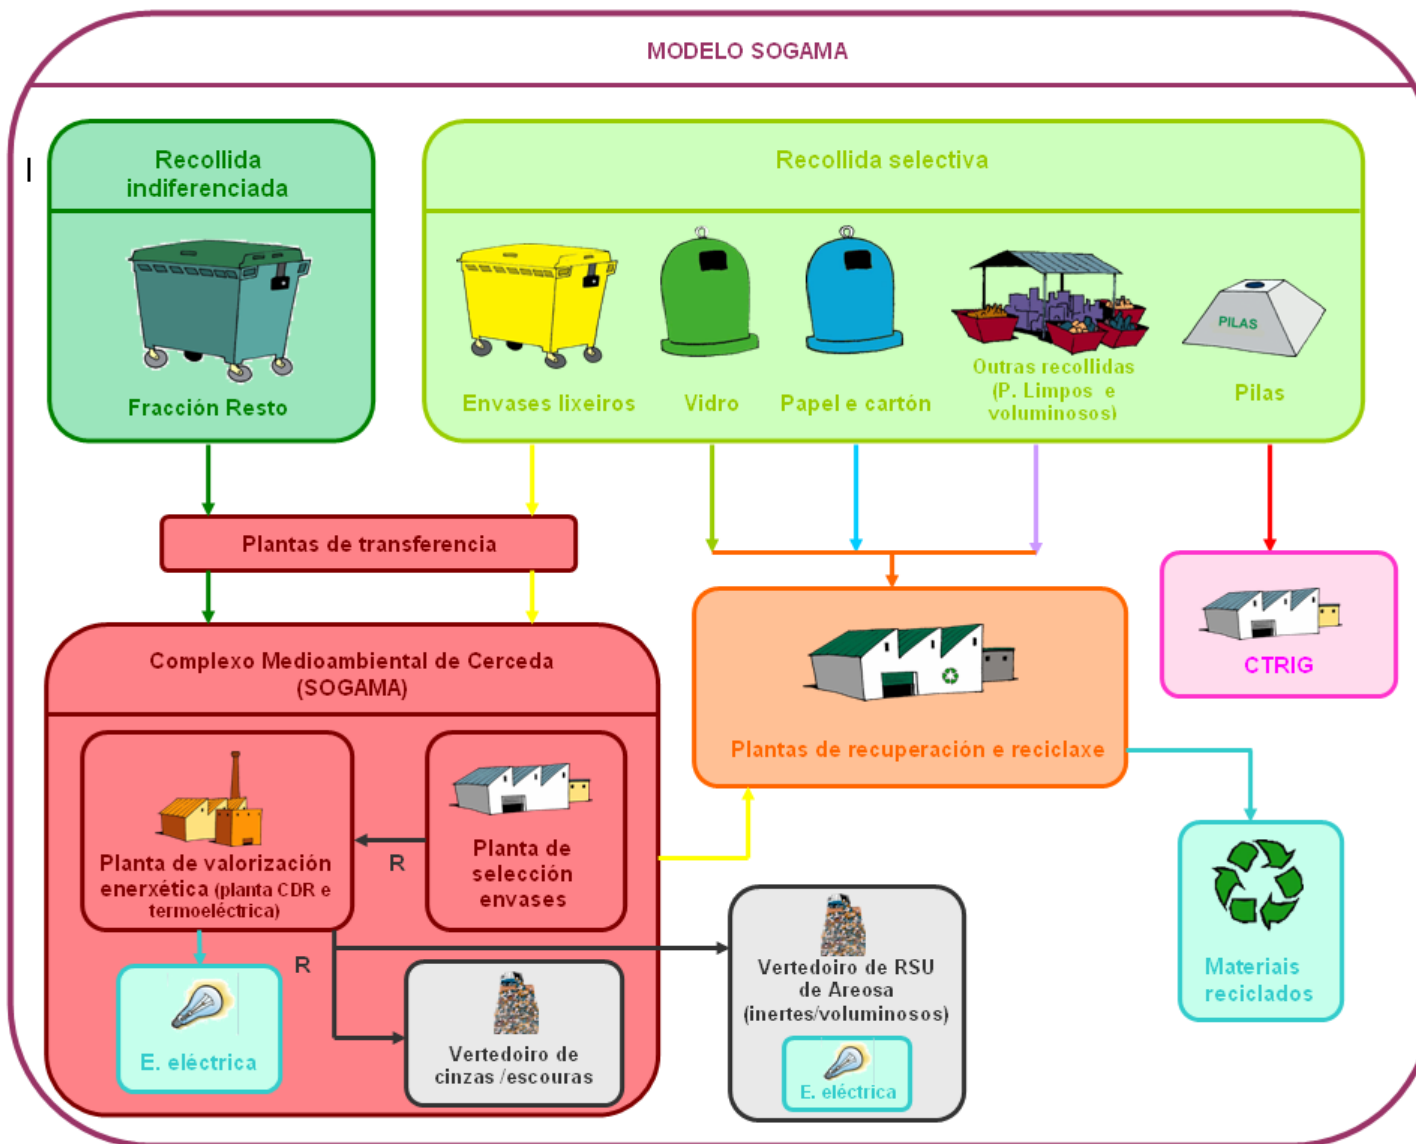 MODELO SOGAMA
Recollida
indiferenciada
Fracción Resto
Recollida selectiva
Envases lixeiros
Vidro
Papel e cartón
Outras recollidas
(P. Limpos e
voluminosos)
PILAS
Pilas
Plantas de transferencia
Complexo Medioambiental de Cerceda
(SOGAMA)
Planta de valorización
enerxética (planta CDR e
termoeléctrica)
R
Planta de
selección
envases
R
E. eléctrica
Vertedoiro de
cinzas /escouras
Plantas de recuperación e reciclaxe
CTRIG
Vertedoiro de RSU
de Areosa
(inertes/voluminosos)
E. eléctrica
Materiais
reciclados